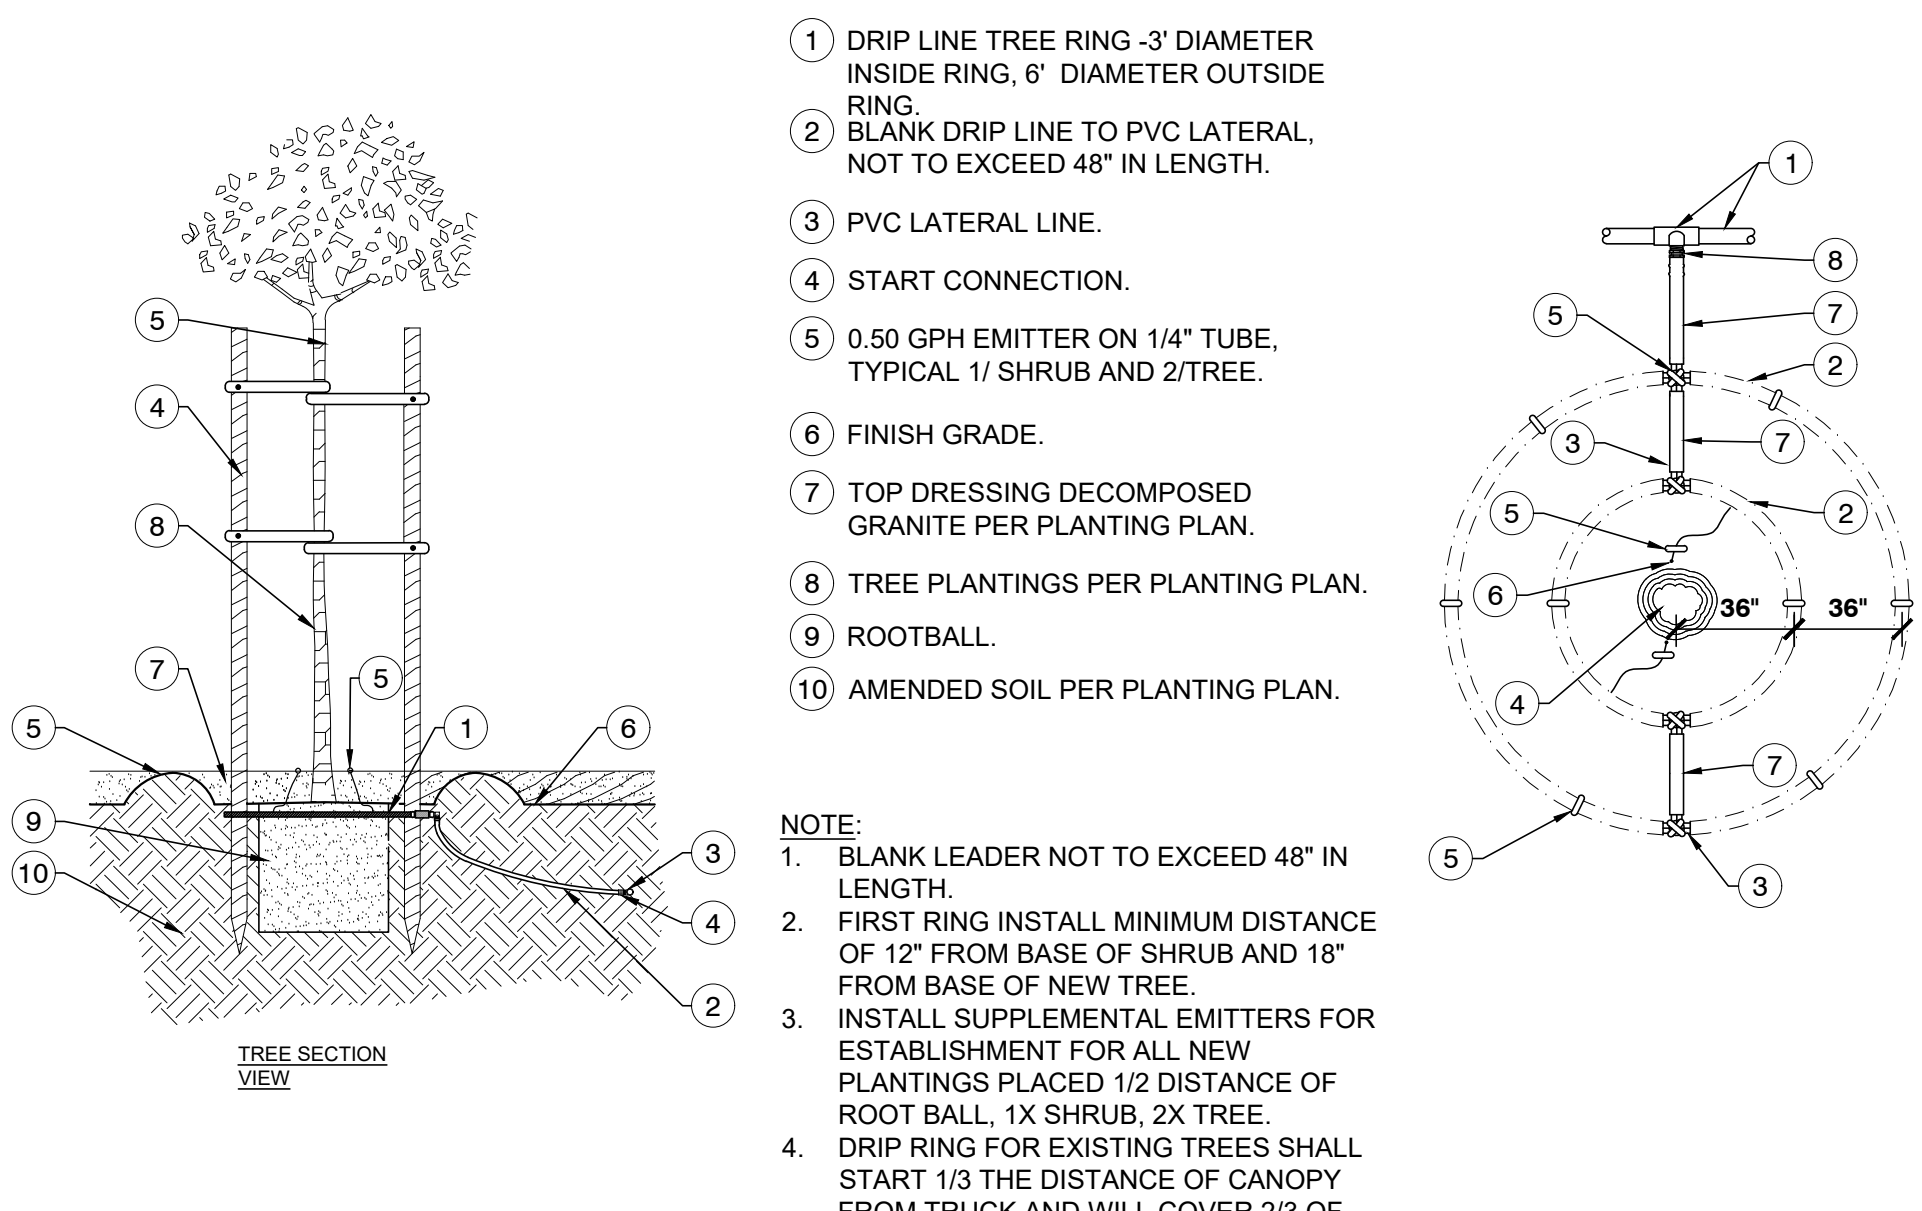 1 DRIP LINE TREE RING -3' DIAMETER
INSIDE RING, 6' DIAMETER OUTSIDE
RING.
2 BLANK DRIP LINE TO PVC LATERAL,
NOT TO EXCEED 48" IN LENGTH.
3 PVC LATERAL LINE.
4 START CONNECTION.
5 0.50 GPH EMITTER ON 1/4" TUBE,
TYPICAL 1/ SHRUB AND 2/TREE.
6 FINISH GRADE.
7 TOP DRESSING DECOMPOSED
GRANITE PER PLANTING PLAN.
8 TREE PLANTINGS PER PLANTING PLAN.
9 ROOTBALL.
10 AMENDED SOIL PER PLANTING PLAN.
NOTE:
1. BLANK LEADER NOT TO EXCEED 48" IN
LENGTH.
2. FIRST RING INSTALL MINIMUM DISTANCE
OF 12" FROM BASE OF SHRUB AND 18"
FROM BASE OF NEW TREE.
3. INSTALL SUPPLEMENTAL EMITTERS FOR
ESTABLISHMENT FOR ALL NEW
PLANTINGS PLACED 1/2 DISTANCE OF
ROOT BALL, 1X SHRUB, 2X TREE.
4. DRIP RING FOR EXISTING TREES SHALL
START 1/3 THE DISTANCE OF CANOPY
FROM TRUCK AND WILL COVER 2/3 OF
5
4
8
7
5
5
1
6
9
10
3
4
2
TREE SECTION
VIEW
1
8
5
7
2
3
7
5
2
6
36" 36"
4
7
5
3